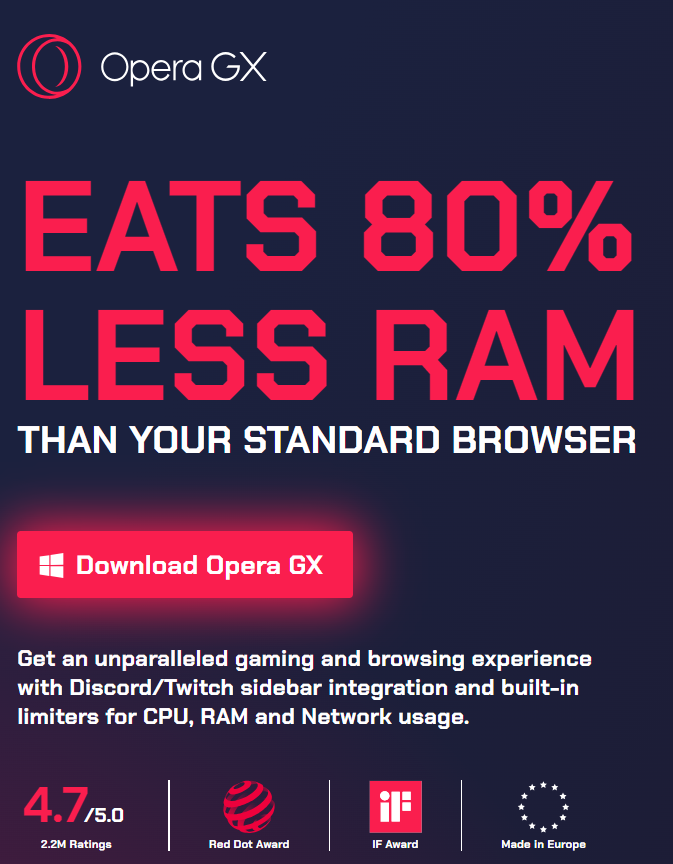 Opera GX
EATS 80%
LESS RAM
THAN YOUR STANDARD BROWSER
Download Opera GX
Get an unparalleled gaming and browsing experience
with Discord/Twitch sidebar integration and built-in
limiters for CPU, RAM and Network usage.
4.7/5.0
2.2M Ratings
Red Dot Award
iF
IF Award
Made in Europe